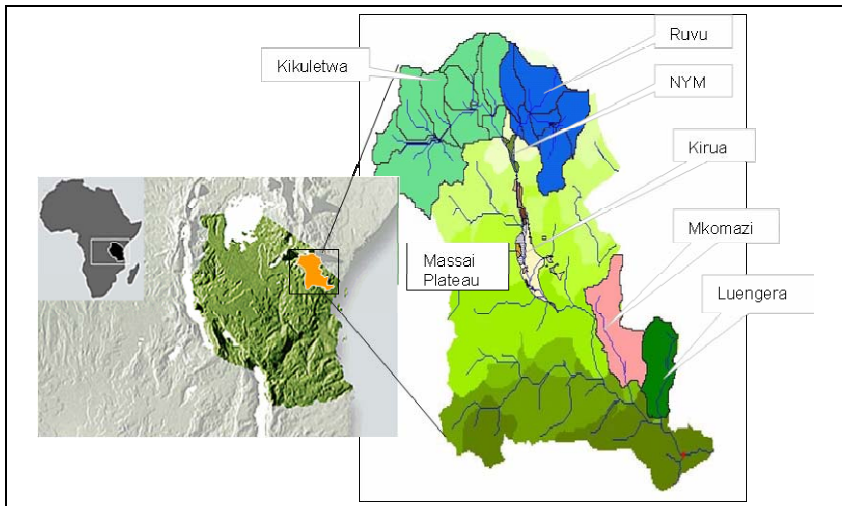 Ruvu
Kikuletwa
NYM
Kirua
Mkomazi
Massai
Plateau
Luengera